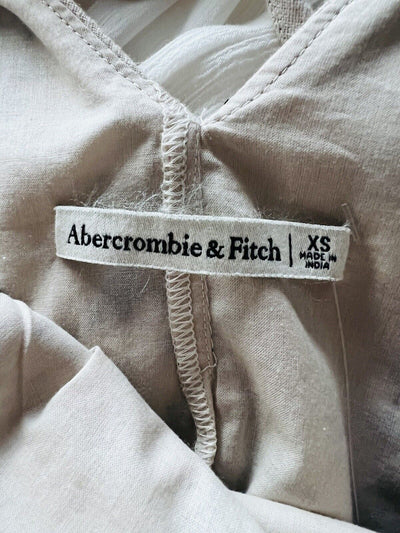 Abercrombie & Fitch | XS
MADE IN
INDIA